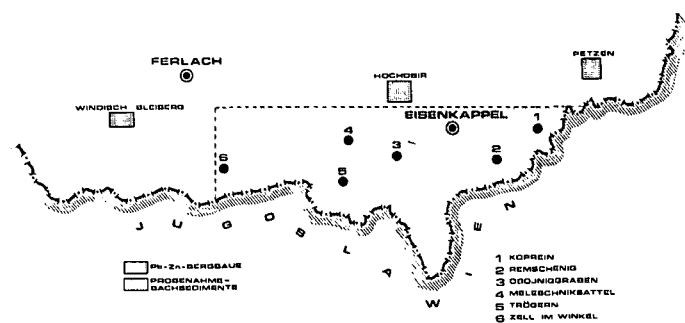 PETZEN
FERLACH
HOCHOBIR
WINDISCH BLEIBERG
EISENKAPPEL
1
4
3
2
6
5
JUGOSLAWIEN
Pb-Zn-BERGBAUE
PROBENAHME-
BACHSEDIMENTE
1 KOPREIN
2 REMSCHENIG
3 OBOJNIGGRABEN
4 MELESCHNIKSATTEL
5 TRÖGERN
6 ZELL IM WINKEL